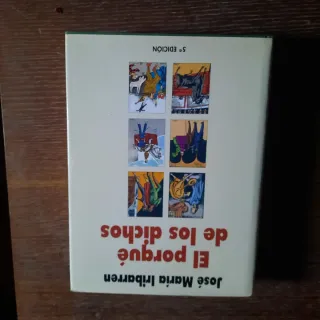 José María Iribarren
El porqué
de los dichos
5ª EDICIÓN